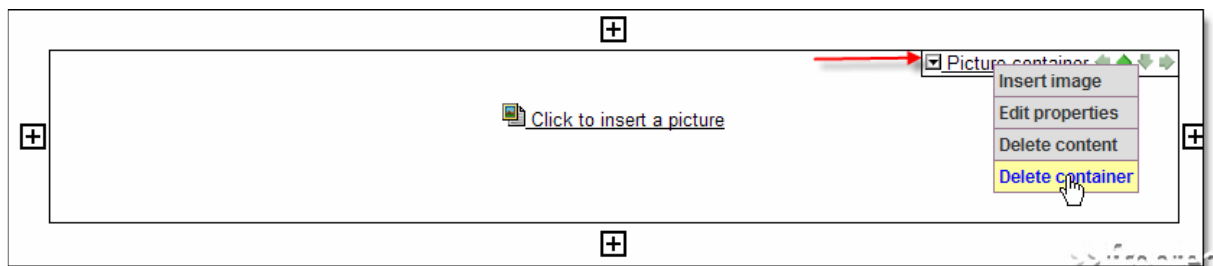 Picture container
Insert image
Edit properties
Click to insert a picture
Delete content
Delete container